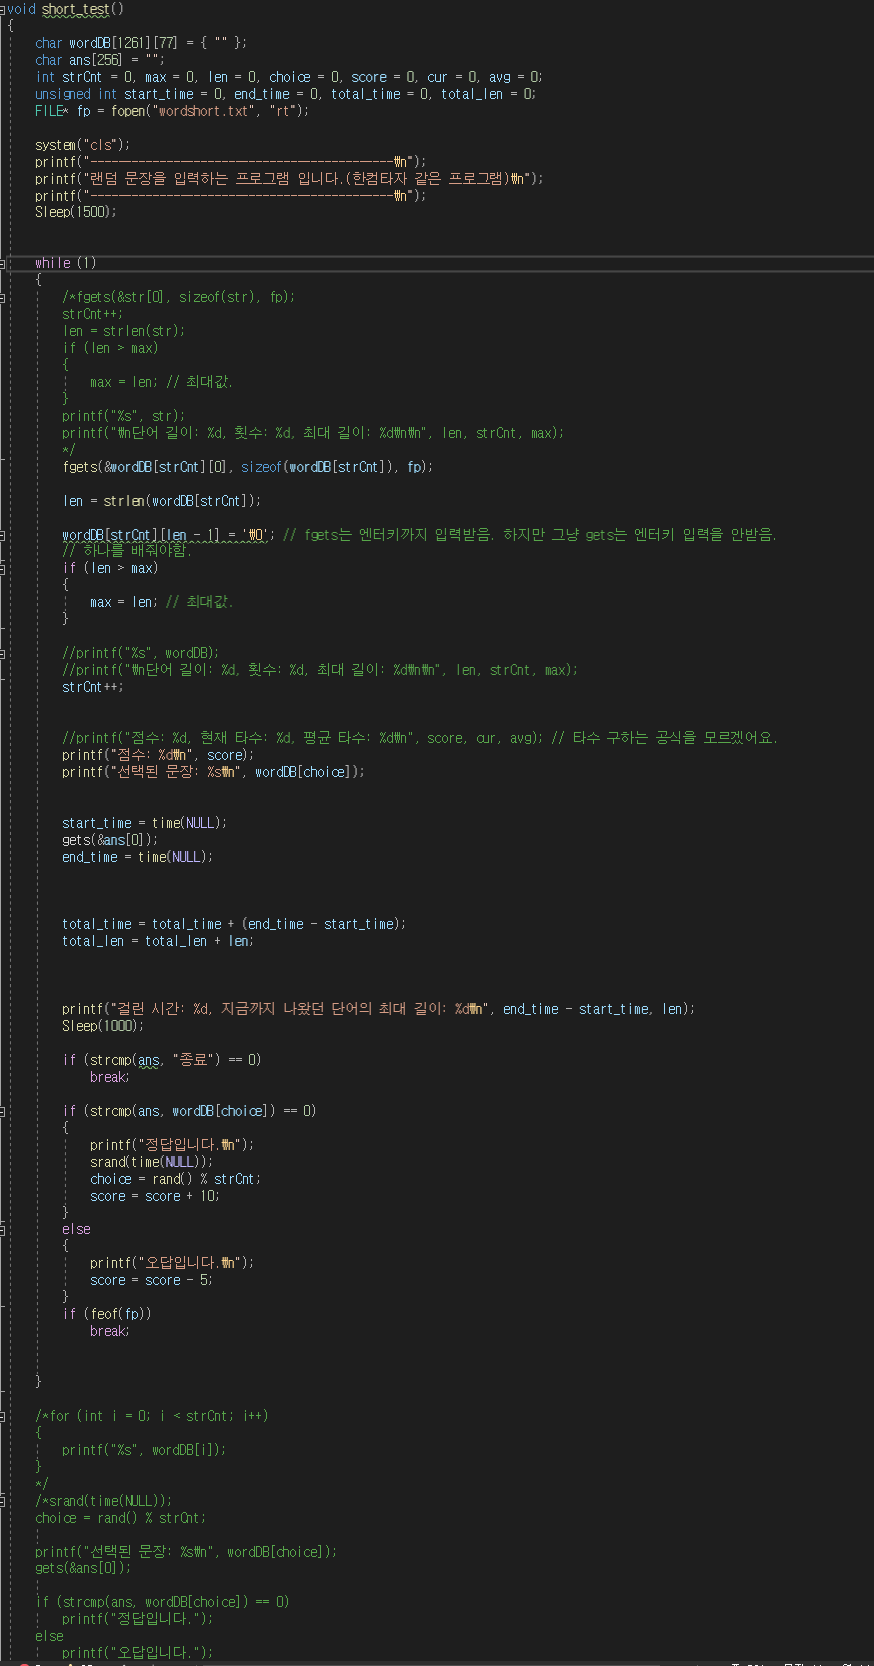 void short_test()
{
char wordDB[1261][77] = { "" };
char ans[256] = "";
int strCnt = 0, max = 0, len = 0, choice = 0, score = 0, cur = 0, avg = 0;
unsigned int start_time = 0, end_time = 0, total_time = 0, total_len = 0;
FILE* fp = fopen("wordshort.txt", "rt");
system("cls");
printf("--------------------------------------------₩n");
printf("랜덤 문장을 입력하는 프로그램 입니다.(한컴타자 같은 프로그램)₩n");
printf("--------------------------------------------₩n");
Sleep(1500);
while (1)
{
/*fgets(&str[0], sizeof(str), fp);
strCnt++;
len = strlen(str);
if (len > max)
{
max = len; // 최대값.
}
printf("%s", str);
printf("₩n단어 길이: %d, 횟수: %d, 최대 길이: %d₩n₩n", len, strCnt, max);
*/
fgets(&wordDB[strCnt][0], sizeof(wordDB[strCnt]), fp);
len = strlen(wordDB[strCnt]);
wordDB[strCnt][len - 1] = '₩0'; // fgets는 엔터키까지 입력받음. 하지만 그냥 gets는 엔터키 입력을 안받음.
// 하나를 배줘야함.
if (len > max)
{
max = len; // 최대값.
}
//printf("%s", wordDB);
//printf("₩n단어 길이: %d, 횟수: %d, 최대 길이: %d₩n₩n", len, strCnt, max);
strCnt++;
//printf("점수: %d, 현재 타수: %d, 평균 타수: %d₩n", score, cur, avg); // 타수 구하는 공식을 모르겠어요.
printf("점수: %d₩n", score);
printf("선택된 문장: %s₩n", wordDB[choice]);
start_time = time(NULL);
gets(&ans[0]);
end_time = time(NULL);
total_time = total_time + (end_time - start_time);
total_len = total_len + len;
printf("걸린 시간: %d, 지금까지 나왔던 단어의 최대 길이: %d₩n", end_time - start_time, len);
Sleep(1000);
if (strcmp(ans, "종료") == 0)
break;
if (strcmp(ans, wordDB[choice]) == 0)
{
printf("정답입니다.₩n");
srand(time(NULL));
choice = rand() % strCnt;
score = score + 10;
}
else
{
printf("오답입니다.₩n");
score = score - 5;
}
if (feof(fp))
break;
}
/*for (int i = 0; i < strCnt; i++)
{
printf("%s", wordDB[i]);
}
*/
/*srand(time(NULL));
choice = rand() % strCnt;
printf("선택된 문장: %s₩n", wordDB[choice]);
gets(&ans[0]);
if (strcmp(ans, wordDB[choice]) == 0)
printf("정답입니다.");
else
printf("오답입니다.");